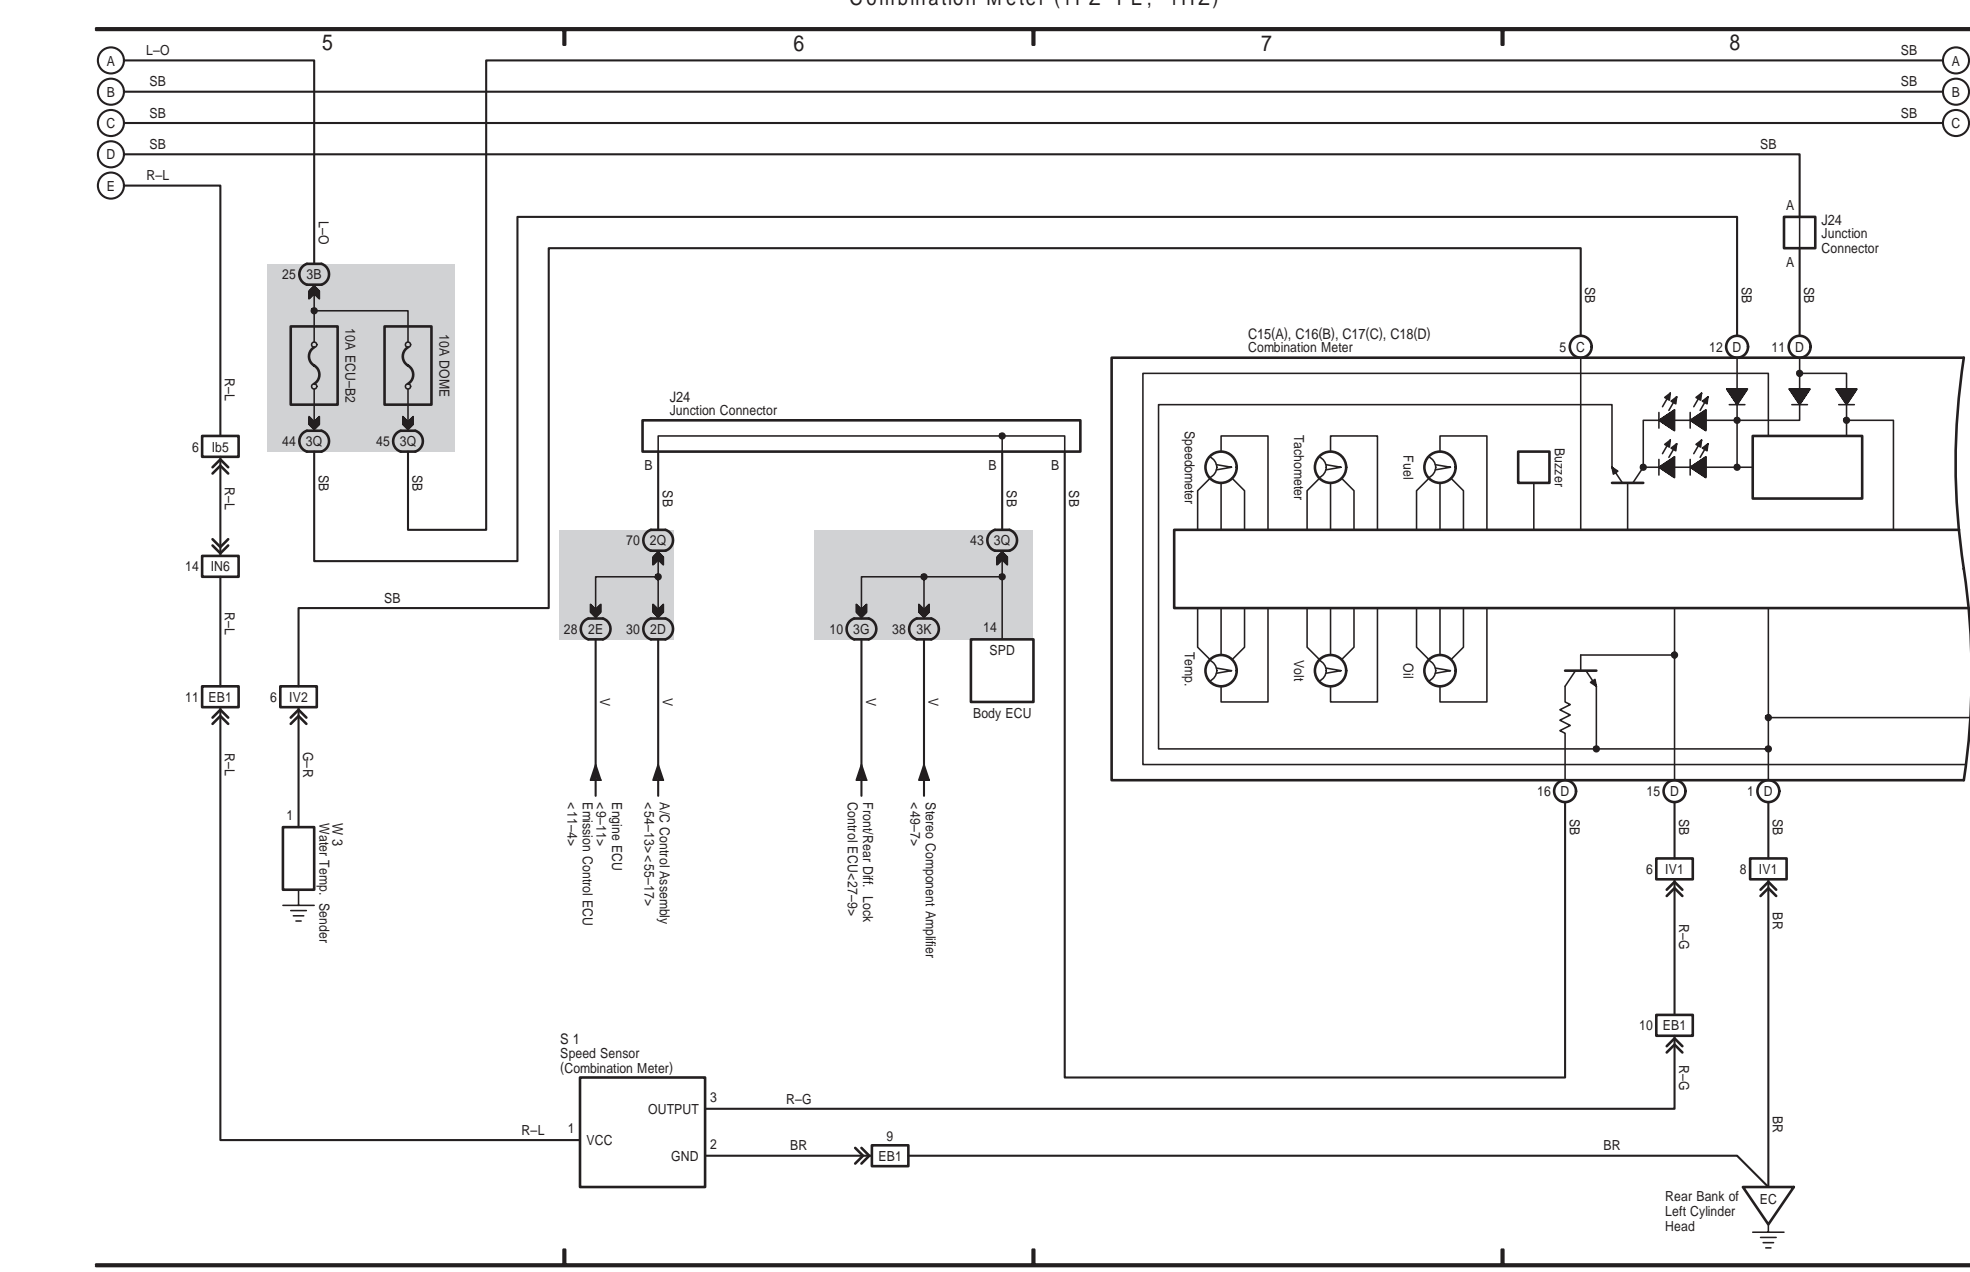 5 6 7 8
A L–O SB A
B SB SB B
C SB SB C
D SB SB
E R–L
L–O
A
J24
Junction
Connector
A
25 3B
SB SB SB
10A ECU–B2
10A DOME
C15(A), C16(B), C17(C), C18(D)
Combination Meter
5 C 12 D 11 D
R–L
J24
Junction Connector
44 3Q 45 3Q
6 Ib5
B B B
SB SB
R–L
SB SB SB
Speedometer
Tachometer
Fuel
Buzzer
70 2Q 43 3Q
14 IN6
SB
R–L
28 2E 30 2D
10 3G 38 3K 14
SPD
Body ECU
Temp.
Volt
Oil
11 EB1 6 IV2
V V V V
R–L
G–R
1
W 3
Water Temp. Sender
Engine ECU
<9–11>
Emission Control ECU
<11–4>
A/C Control Assembly
<54–13><55–17>
Front/Rear Diff. Lock
Control ECU<27–9>
Stereo Component Amplifier
<49–7>
16 D 15 D 1 D
SB SB SB
6 IV1 8 IV1
R–G BR
10 EB1
R–G
S 1
Speed Sensor
(Combination Meter)
OUTPUT 3 R–G
R–L 1 VCC
GND 2 BR 9 EB1 BR
BR
Rear Bank of
Left Cylinder
Head
EC